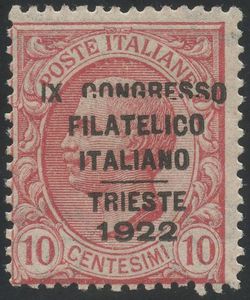 POSTE ITALIANE
IX CONGRESSO
FILATELICO
ITALIANO
TRIESTE
1922
10 CENTESIMI 10